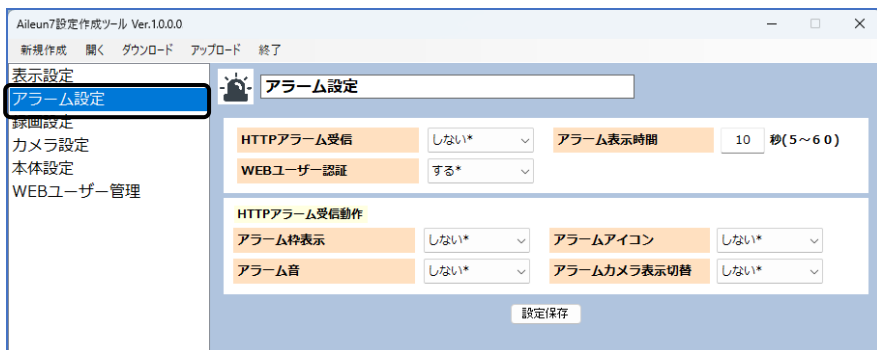 Aileun7設定作成ツール Ver.1.0.0.0
新規作成 開く ダウンロード アップロード 終了
表示設定
アラーム設定
録画設定
カメラ設定
本体設定
WEBユーザー管理
アラーム設定
HTTPアラーム受信 しない* アラーム表示時間 10 秒(5～60)
WEBユーザー認証 する*
HTTPアラーム受信動作
アラーム枠表示 しない* アラームアイコン しない*
アラーム音 しない* アラームカメラ表示切替 しない*
設定保存